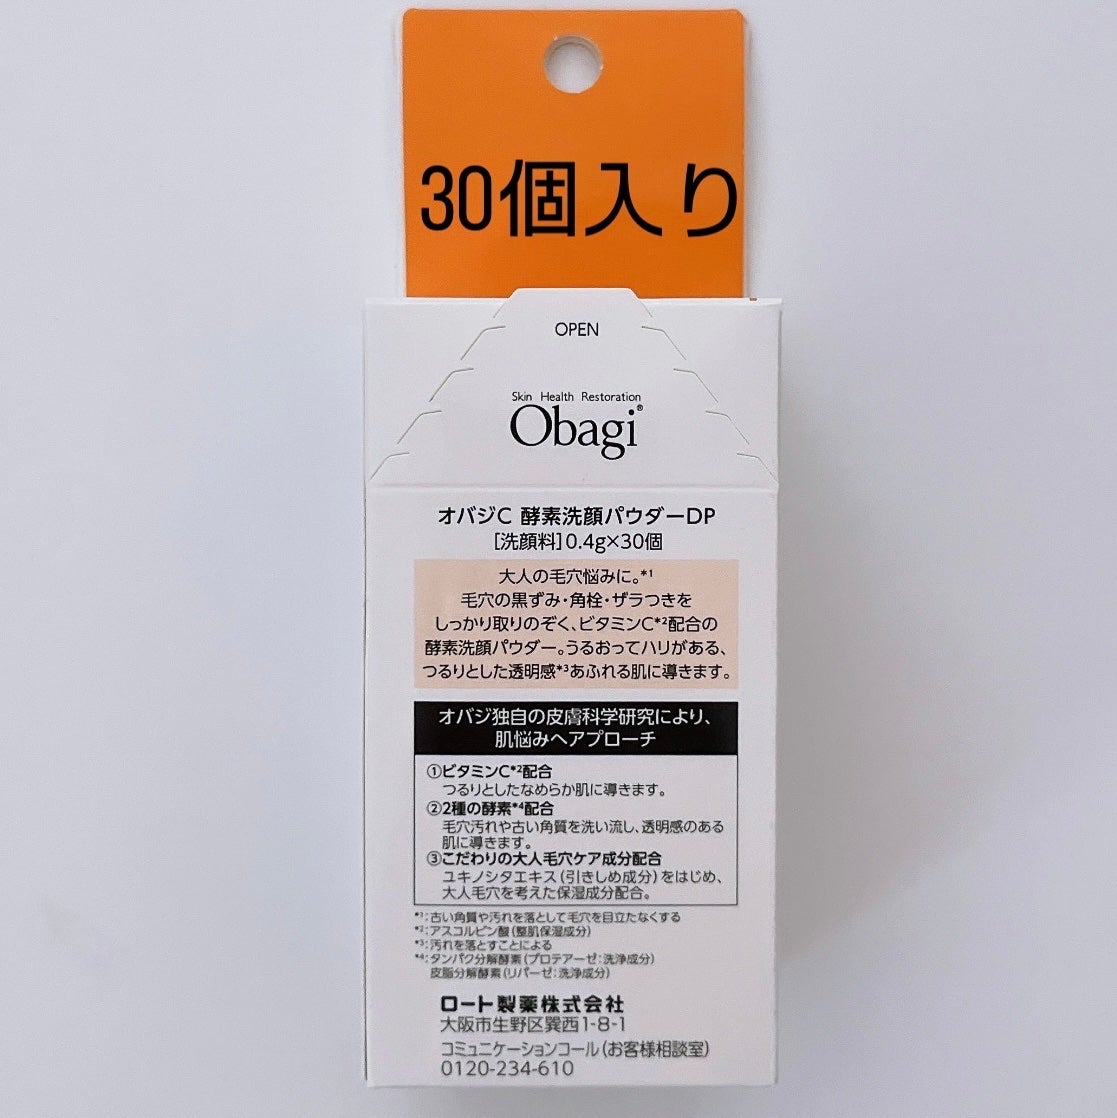 30個入り
OPEN
Skin Health Restoration
Obagi®
オバジC 酵素洗顔パウダーDP
[洗顔料]0.4g×30個
大人の毛穴悩みに。*1
毛穴の黒ずみ・角栓・ザラつきを
しっかり取りのぞく、ビタミンC*2配合の
酵素洗顔パウダー。うるおってハリがある、
つるりとした透明感*3あふれる肌に導きます。
オバジ独自の皮膚科学研究により、
肌悩みへアプローチ
①ビタミンC*2配合
つるりとしたなめらか肌に導きます。
②2種の酵素*4配合
毛穴汚れや古い角質を洗い流し、透明感のある
肌に導きます。
③こだわりの大人毛穴ケア成分配合
ユキノシタエキス(引きしめ成分)をはじめ、
大人毛穴を考えた保湿成分配合。
*1:古い角質や汚れを落として毛穴を目立たなくする
*2:アスコルビン酸(整肌保湿成分)
*3:汚れを落とすことによる
*4:タンパク分解酵素(プロテアーゼ:洗浄成分)
皮脂分解酵素(リパーゼ:洗浄成分)
ロート製薬株式会社
大阪市生野区巽西1-8-1
コミュニケーションコール(お客様相談室)
0120-234-610